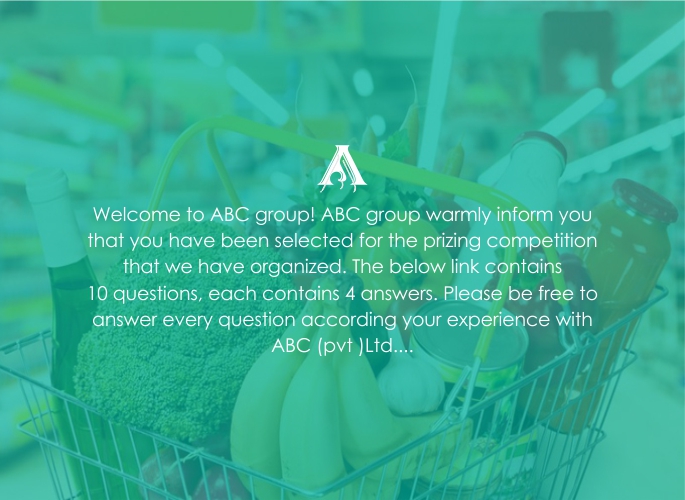 A
Welcome to ABC group! ABC group warmly inform you
that you have been selected for the prizing competition
that we have organized. The below link contains
10 questions, each contains 4 answers. Please be free to
answer every question according your experience with
ABC (pvt )Ltd....